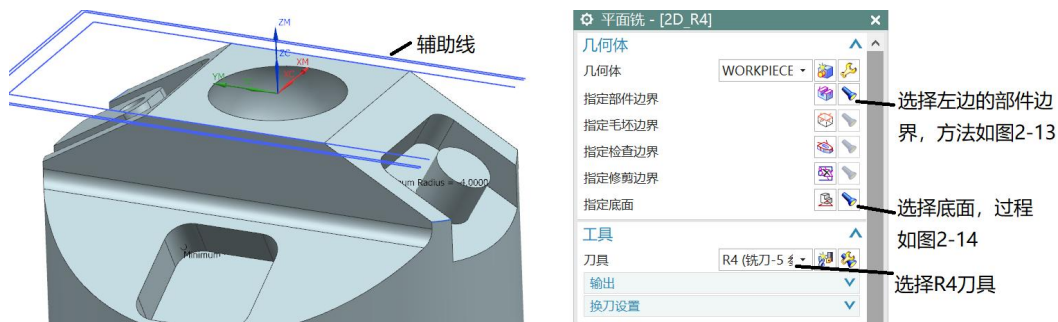 ZM
辅助线
ZC
XM
YM
Minimum
平面铣 - [2D_R4]
几何体
几何体
WORKPIECE
指定部件边界
指定毛坯边界
指定检查边界
指定修剪边界
指定底面
工具
刀具
R4 (铣刀-5
输出
换刀设置
选择左边的部件边
界，方法如图2-13
选择底面，过程
如图2-14
选择R4刀具